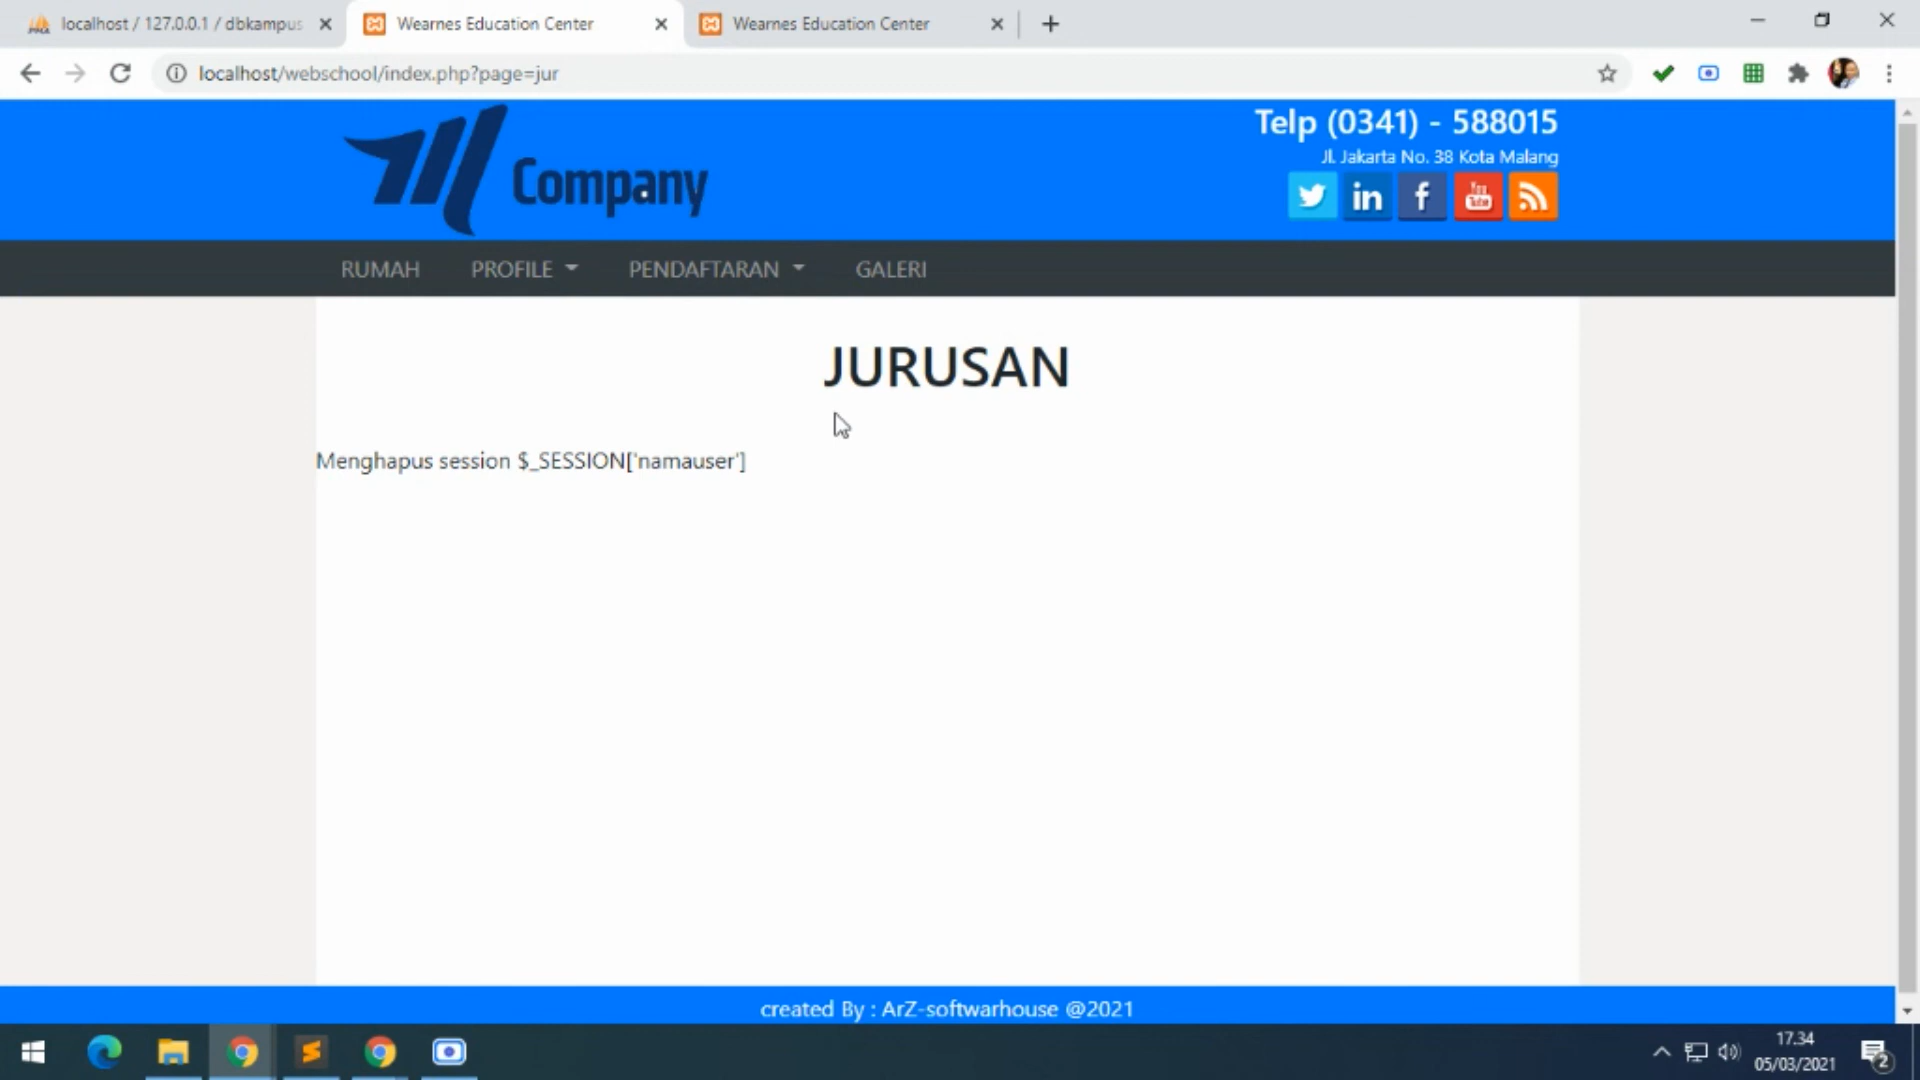 localhost / 127.0.0.1 / dbkampus
Wearnes Education Center
Wearnes Education Center
localhost/webschool/index.php?page=jur
Company
Telp (0341) - 588015
Jl. Jakarta No. 38 Kota Malang
RUMAH PROFILE PENDAFTARAN GALERI
JURUSAN
Menghapus session $_SESSION['namauser']
created By : ArZ-softwarhouse @2021
17.34
05/03/2021
2